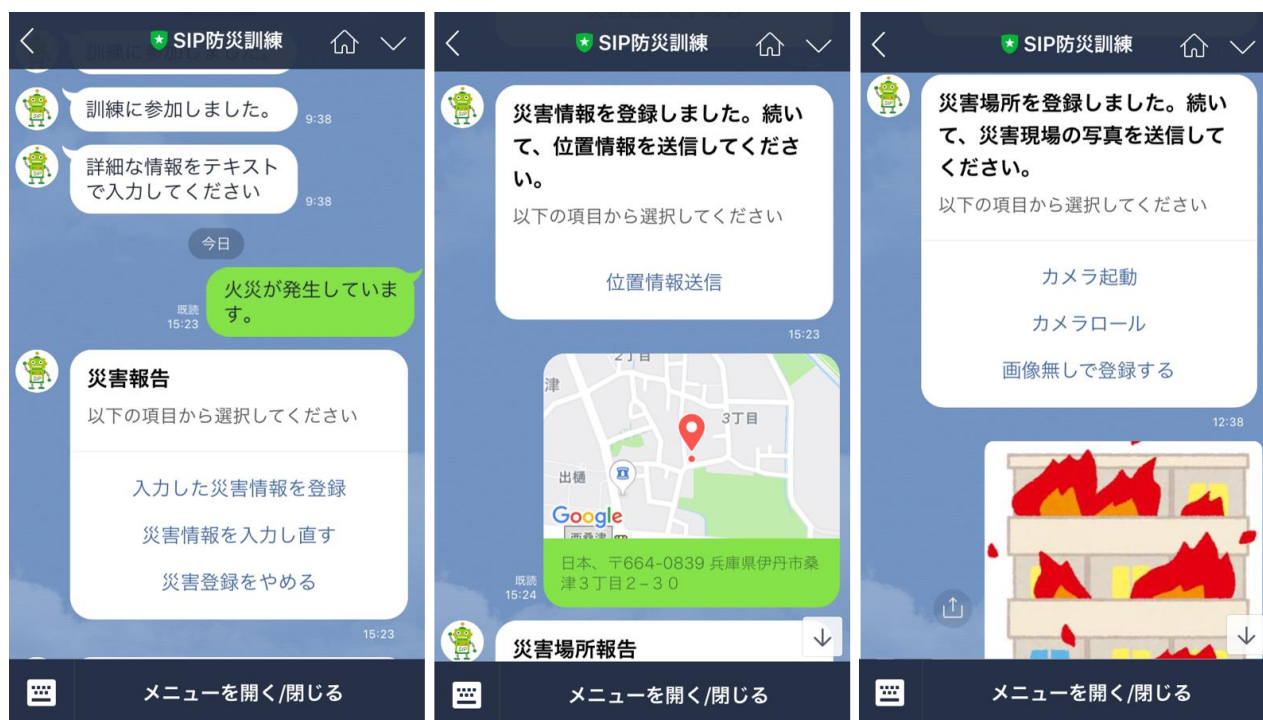 SIP防災訓練
訓練に参加しました。
9:38
詳細な情報をテキスト
で入力してください
9:38
今日
火災が発生していま
す。
既読
15:23
災害報告
以下の項目から選択してください
入力した災害情報を登録
災害情報を入力し直す
災害登録をやめる
15:23
メニューを開く/閉じる
SIP防災訓練
災害情報を登録しました。続い
て、位置情報を送信してくださ
い。
以下の項目から選択してください
位置情報送信
15:23
2丁目
津
3丁目
出樋
Google
西桑津
日本、〒664-0839 兵庫県伊丹市桑
津3丁目2−30
既読
15:24
災害場所報告
メニューを開く/閉じる
SIP防災訓練
災害場所を登録しました。続い
て、災害現場の写真を送信して
ください。
以下の項目から選択してください
カメラ起動
カメラロール
画像無しで登録する
12:38
メニューを開く/閉じる